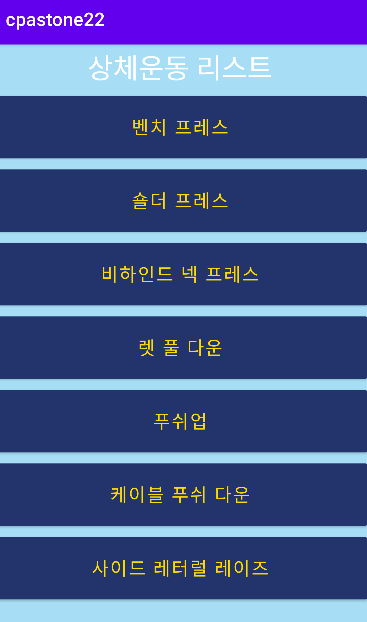 cpastone22
상체운동 리스트
벤치 프레스
숄더 프레스
비하인드 넥 프레스
렛 풀 다운
푸쉬업
케이블 푸쉬 다운
사이드 레터럴 레이즈